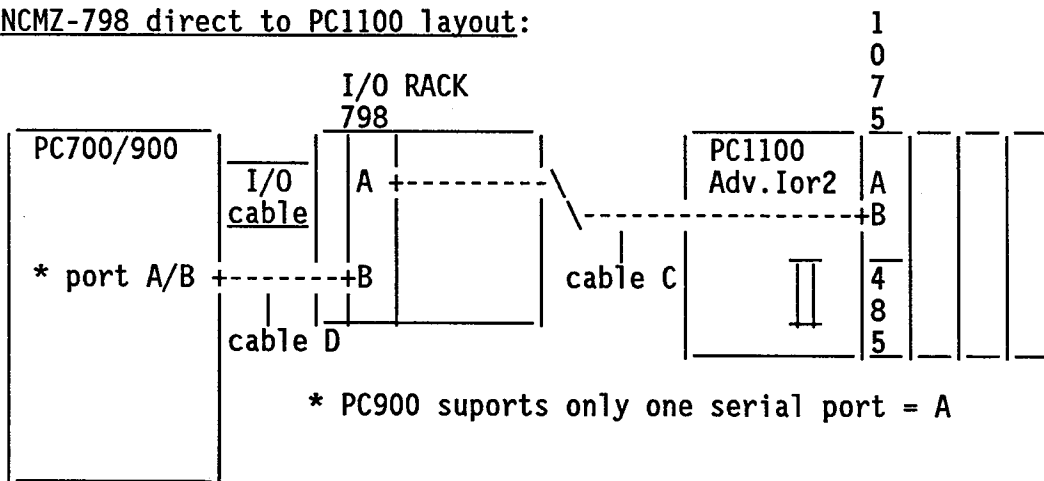 NCMZ-798 direct to PC1100 layout:
1
0
7
5
I/O RACK
798
PC700/900
I/O
cable
A
PC1100
Adv.Ior2
A
B
* port A/B
B
cable C
cable D
4
8
5
* PC900 suports only one serial port = A